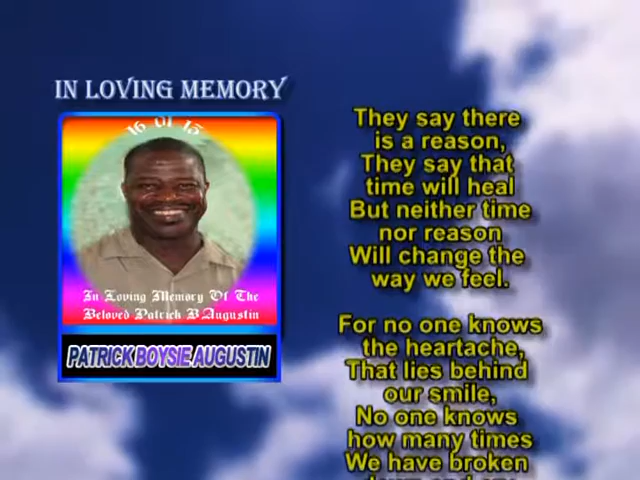 IN LOVING MEMORY
16 01 15
In Loving Memory Of The
Beloved Patrick B.Augustin
PATRICK BOYSIE AUGUSTIN
They say there
is a reason,
They say that
time will heal
But neither time
nor reason
Will change the
way we feel.
For no one knows
the heartache,
That lies behind
our smile,
No one knows
how many times
We have broken